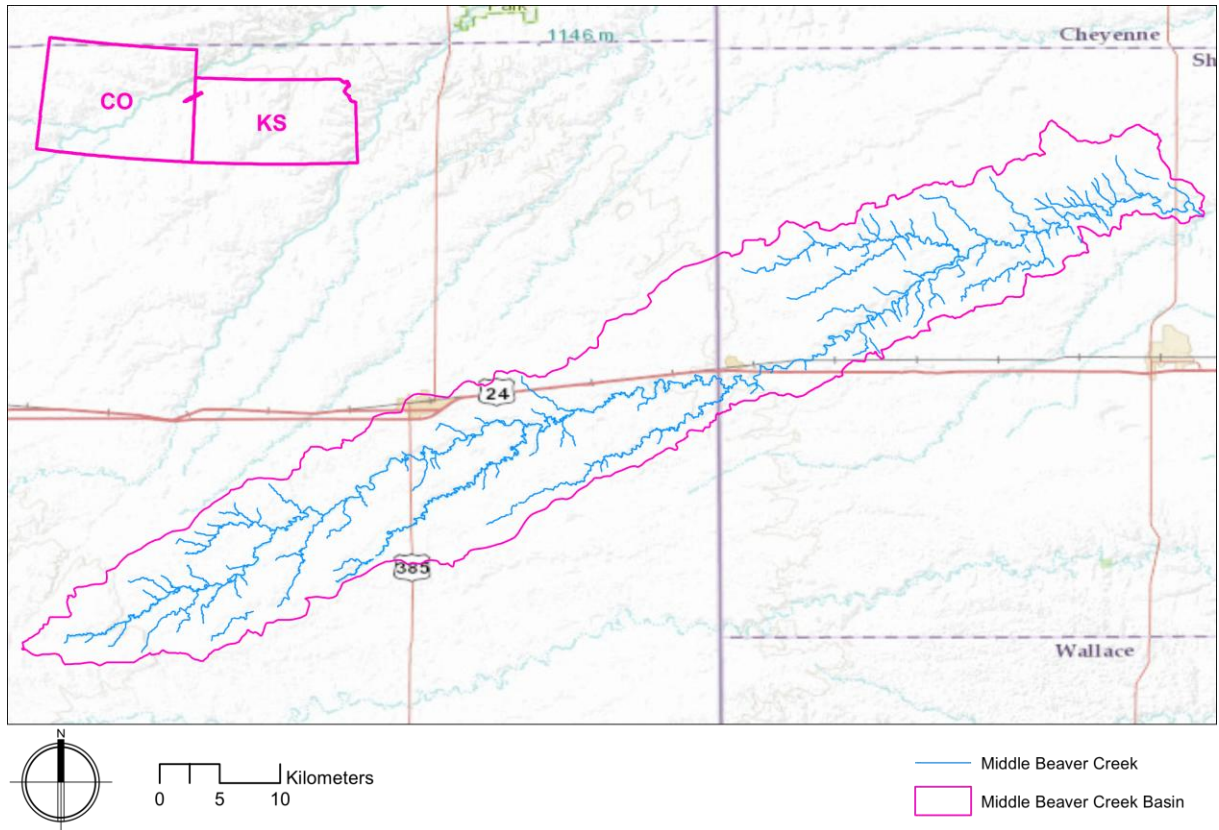 Park
1146 m
Cheyenne
Sh
CO
KS
24
385
Wallace
N
Kilometers
0 5 10
Middle Beaver Creek
Middle Beaver Creek Basin